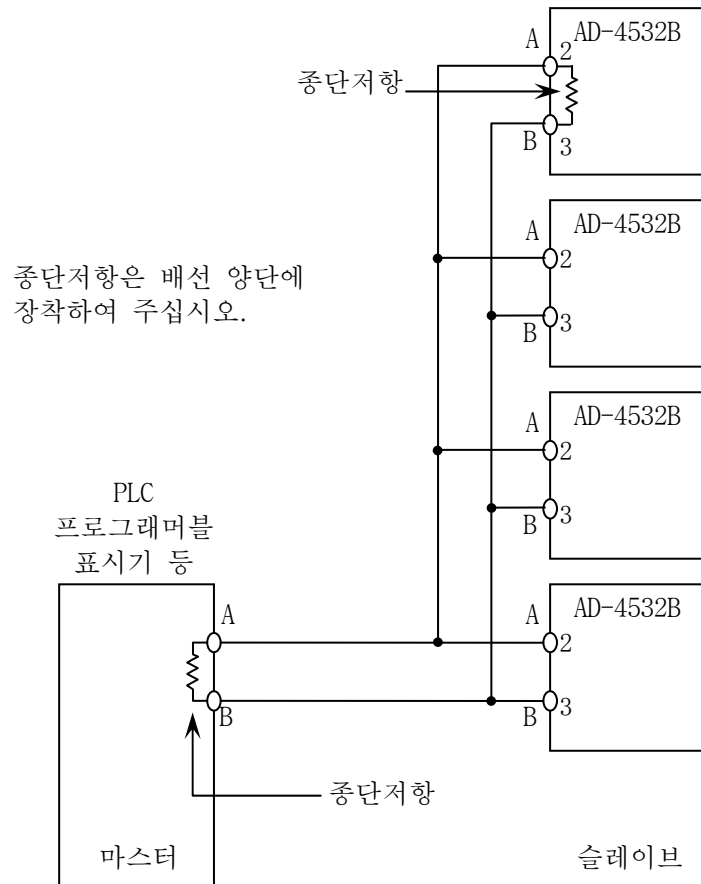 AD-4532B
A
2
종단저항
B
3
AD-4532B
A
2
종단저항은 배선 양단에
장착하여 주십시오.
B
3
AD-4532B
A
2
B
3
PLC
프로그래머블
표시기 등
AD-4532B
A
A
2
B
B
3
종단저항
마스터
슬레이브